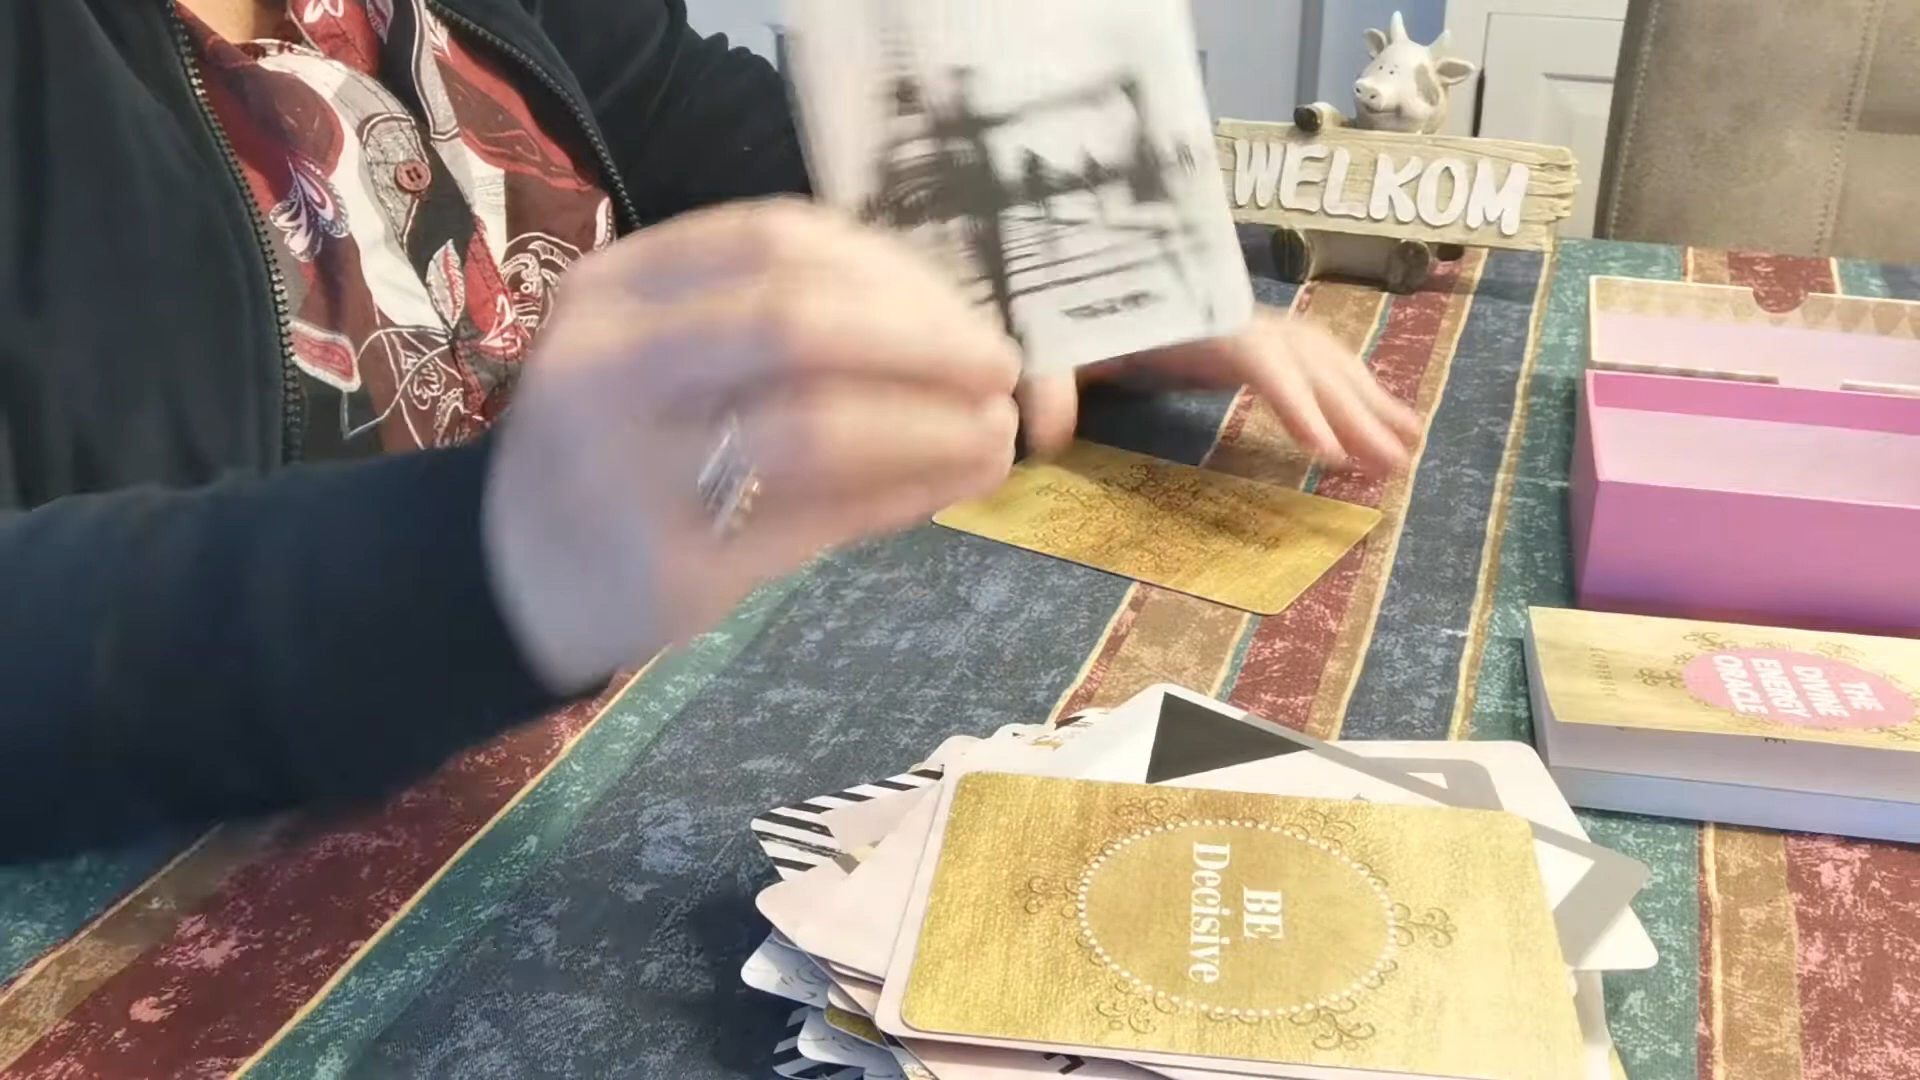 WELKOM
THE
DIVINE
ENERGY
ORACLE
BE
Decisive